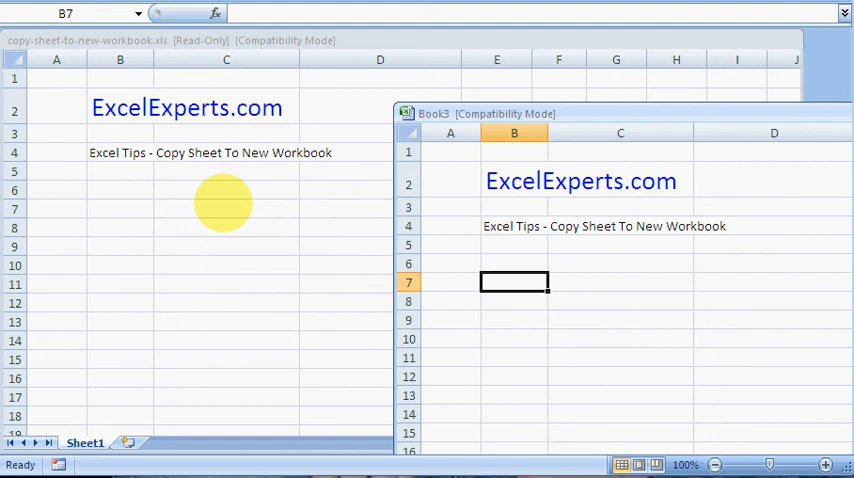 B7 fx
copy-sheet-to-new-workbook.xls [Read-Only] [Compatibility Mode]
A B C D E F G H I J
1
2 ExcelExperts.com
3
4 Excel Tips - Copy Sheet To New Workbook
5
6
7
8
9
10
11
12
13
14
15
16
17
18
19
Sheet1
Book3 [Compatibility Mode]
A B C D
1
2 ExcelExperts.com
3
4 Excel Tips - Copy Sheet To New Workbook
5
6
7
8
9
10
11
12
13
14
15
16
Ready 100%